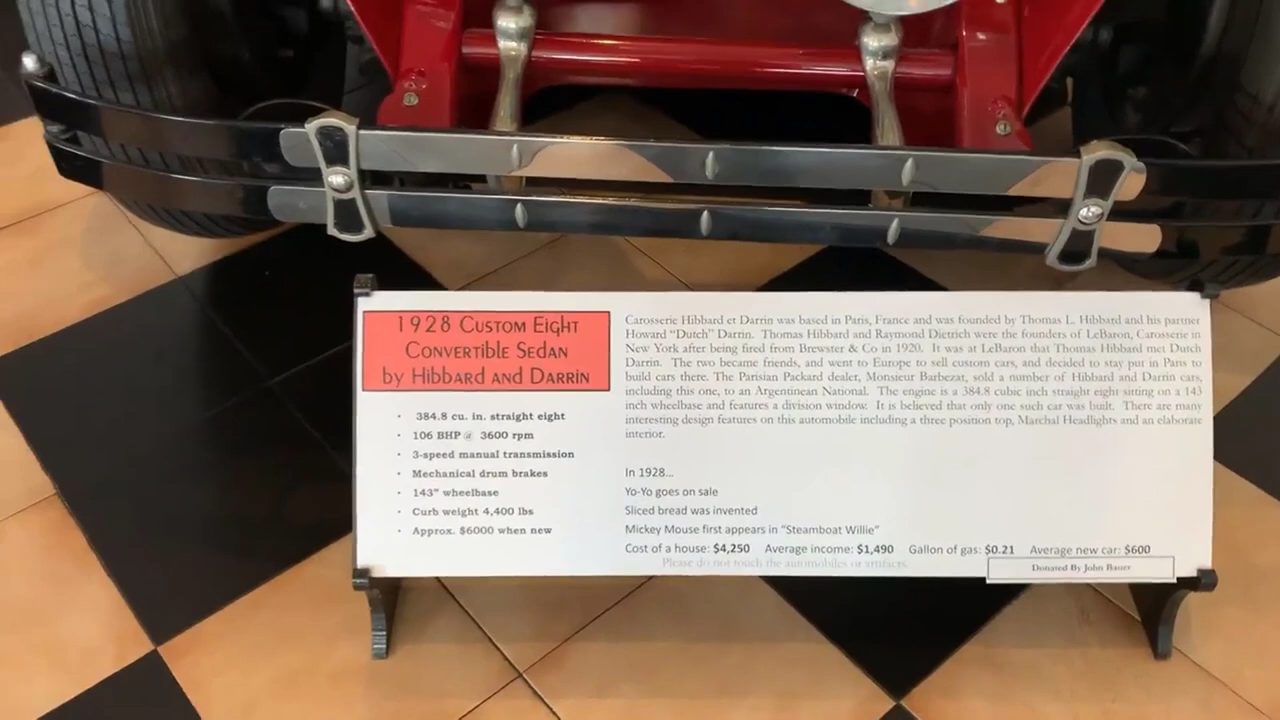 1928 Custom Eight
Convertible Sedan
by Hibbard and Darrin
• 384.8 cu. in. straight eight
• 106 BHP @ 3600 rpm
• 3-speed manual transmission
• Mechanical drum brakes
• 143" wheelbase
• Curb weight 4,400 lbs
• Approx. $6000 when new
Carosserie Hibbard et Darrin was based in Paris, France and was founded by Thomas L. Hibbard and his partner
Howard "Dutch" Darrin. Thomas Hibbard and Raymond Dietrich were the founders of LeBaron, Carosserie in
New York after being fired from Brewster & Co in 1920. It was at LeBaron that Thomas Hibbard met Dutch
Darrin. The two became friends, and went to Europe to sell custom cars, and decided to stay put in Paris to
build cars there. The Parisian Packard dealer, Monsieur Barbezat, sold a number of Hibbard and Darrin cars,
including this one, to an Argentinean National. The engine is a 384.8 cubic inch straight eight sitting on a 143
inch wheelbase and features a division window. It is believed that only one such car was built. There are many
interesting design features on this automobile including a three position top, Marchal Headlights and an elaborate
interior.
In 1928...
Yo-Yo goes on sale
Sliced bread was invented
Mickey Mouse first appears in "Steamboat Willie"
Cost of a house: $4,250 Average income: $1,490 Gallon of gas: $0.21 Average new car: $600
Please do not touch the automobiles or artifacts.
Donated By John Bauer